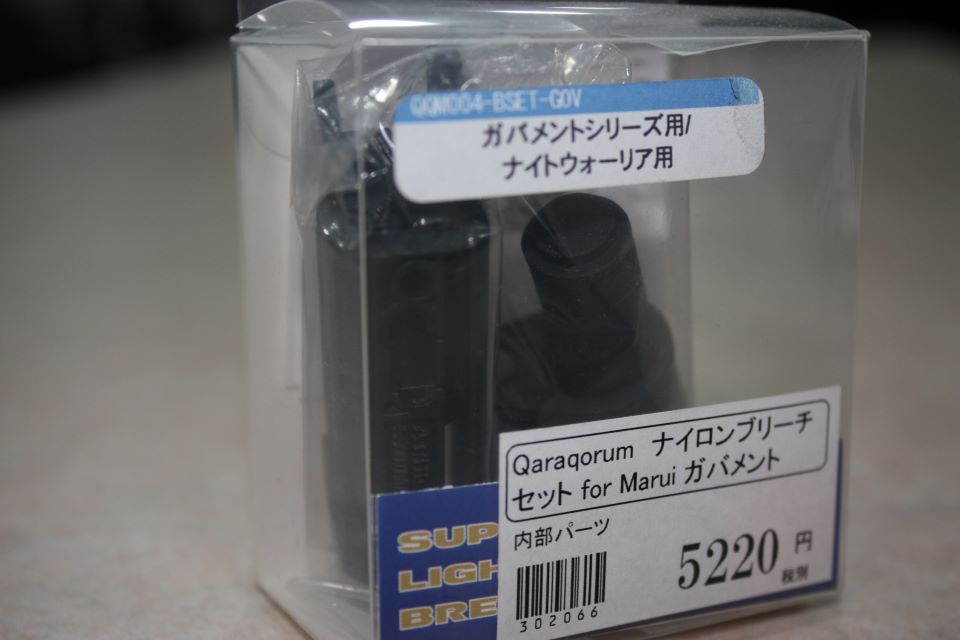 QQM004-BSET-GOV
ガバメントシリーズ用/
ナイトウォーリア用
Qaraqorum ナイロンブリーチ
セット for Marui ガバメント
内部パーツ
5220 円
税別
302066
SUP
LIGH
BRE